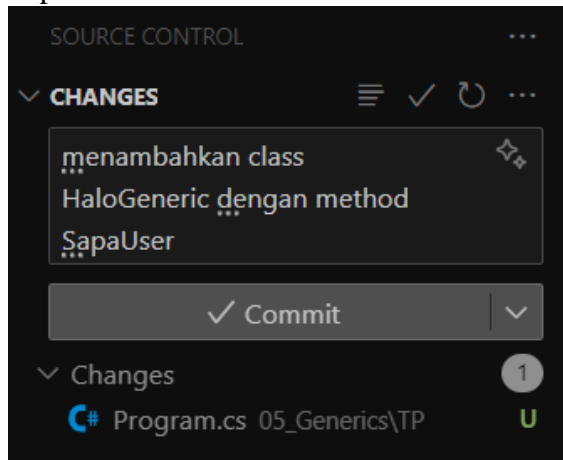 SOURCE CONTROL
CHANGES
menambahkan class
HaloGeneric dengan method
SapaUser
Commit
Changes 1
C# Program.cs 05_Generics\TP U